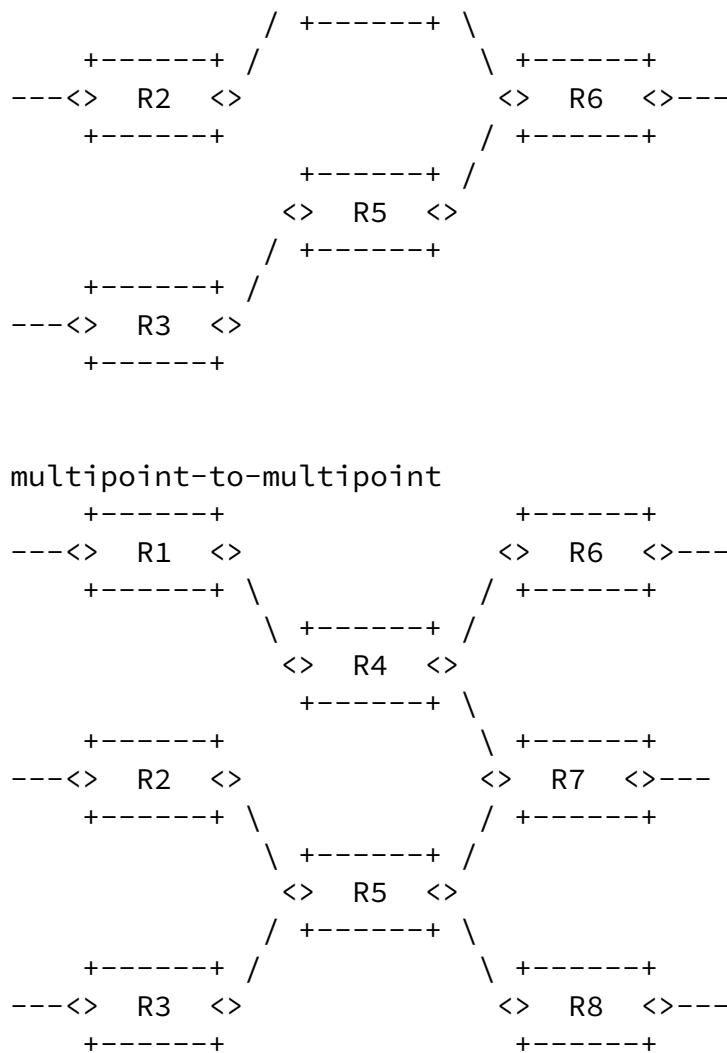 / +------+ \
    +------+ /            \ +------+
---<>  R2  <>              <>  R6  <>---
    +------+              / +------+
                +------+ /
               <>  R5  <>
              / +------+
    +------+ /
---<>  R3  <>
    +------+
multipoint-to-multipoint
    +------+                +------+
---<>  R1  <>              <>  R6  <>---
    +------+ \            / +------+
              \ +------+ /
               <>  R4  <>
                +------+ \
    +------+              \ +------+
---<>  R2  <>             <>  R7  <>---
    +------+ \            / +------+
              \ +------+ /
               <>  R5  <>
              / +------+ \
    +------+ /            \ +------+
---<>  R3  <>              <>  R8  <>---
    +------+                +------+